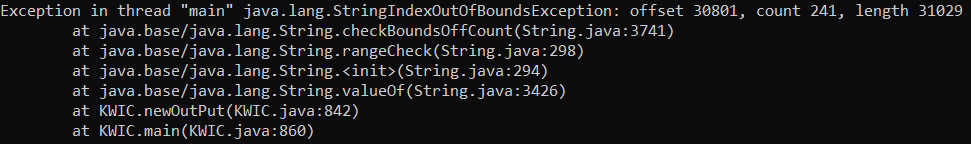 Exception in thread "main" java.lang.StringIndexOutOfBoundsException: offset 30801, count 241, length 31029
at java.base/java.lang.String.checkBoundsOffCount(String.java:3741)
at java.base/java.lang.String.rangeCheck(String.java:298)
at java.base/java.lang.String.<init>(String.java:294)
at java.base/java.lang.String.valueOf(String.java:3426)
at KWIC.newOutPut(KWIC.java:842)
at KWIC.main(KWIC.java:860)